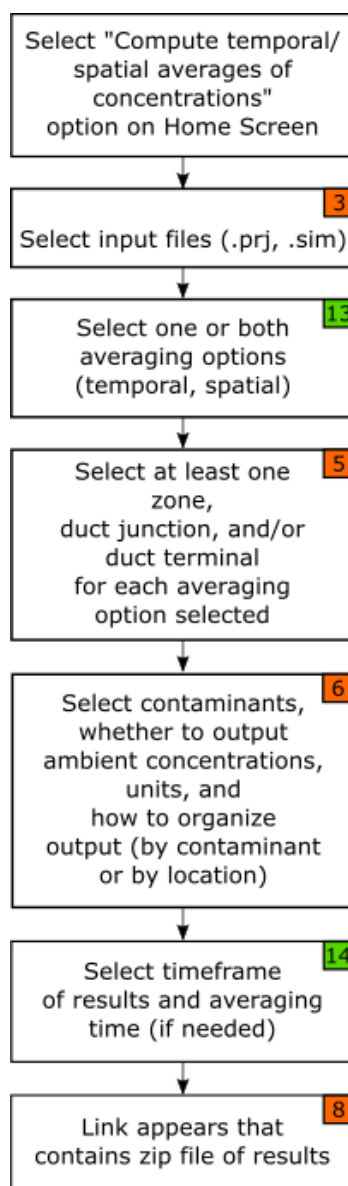 Select "Compute temporal/
spatial averages of
concentrations"
option on Home Screen
3
Select input files (.prj, .sim)
13
Select one or both
averaging options
(temporal, spatial)
5
Select at least one
zone,
duct junction, and/or
duct terminal
for each averaging
option selected
6
Select contaminants,
whether to output
ambient concentrations,
units, and
how to organize
output (by contaminant
or by location)
14
Select timeframe
of results and averaging
time (if needed)
8
Link appears that
contains zip file of results